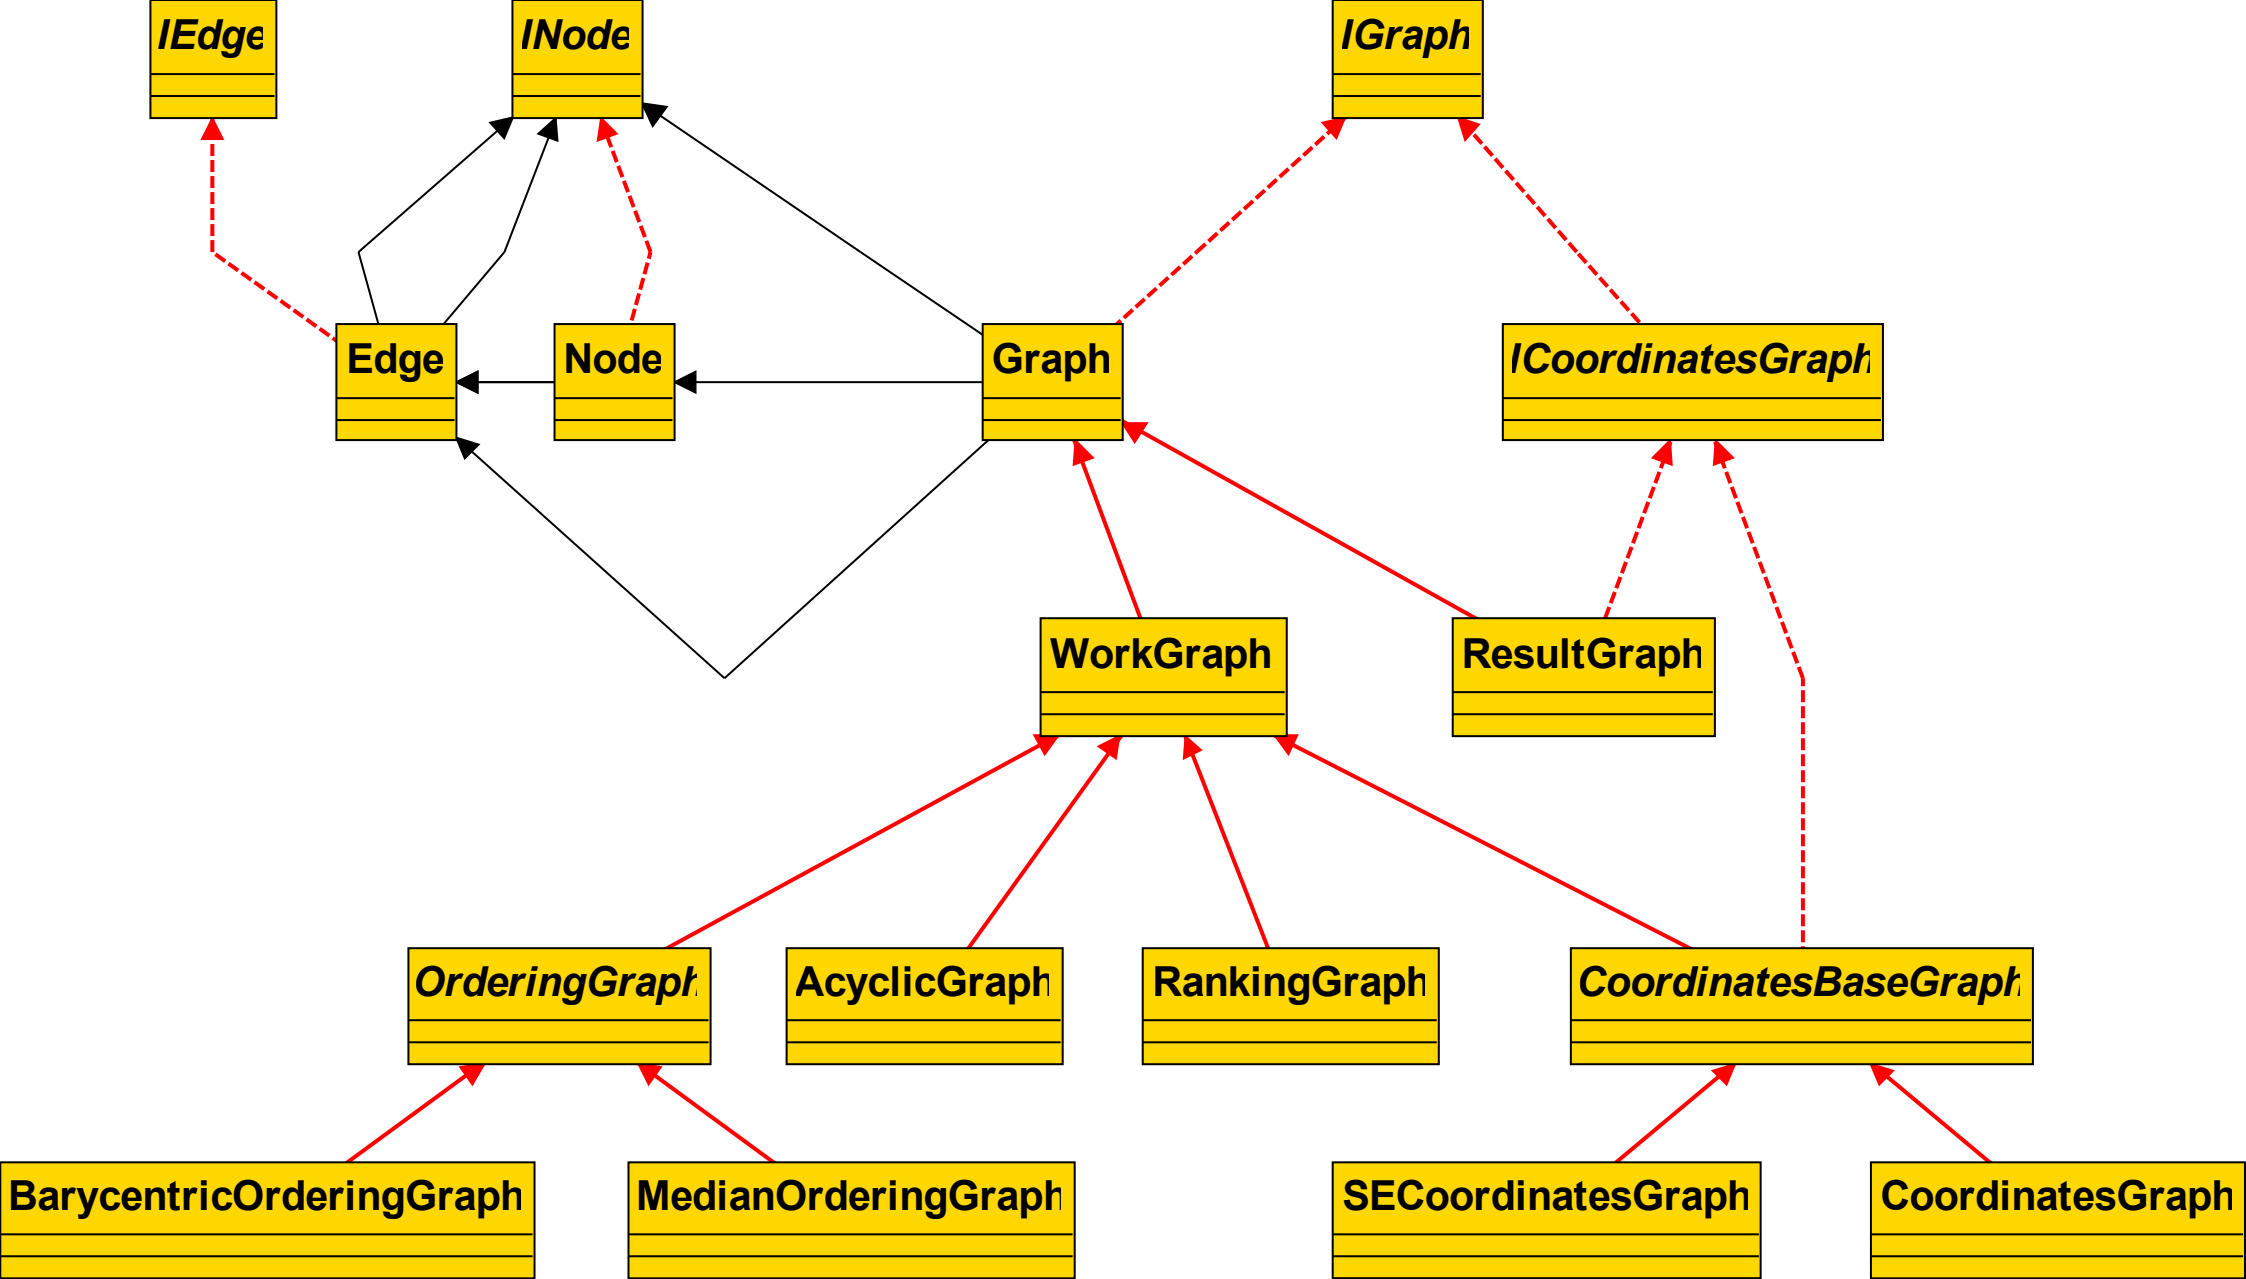 IEdge
INode
IGraph
Edge
Node
Graph
ICoordinatesGraph
WorkGraph
ResultGraph
OrderingGraph
AcyclicGraph
RankingGraph
CoordinatesBaseGraph
BarycentricOrderingGraph
MedianOrderingGraph
SECoordinatesGraph
CoordinatesGraph